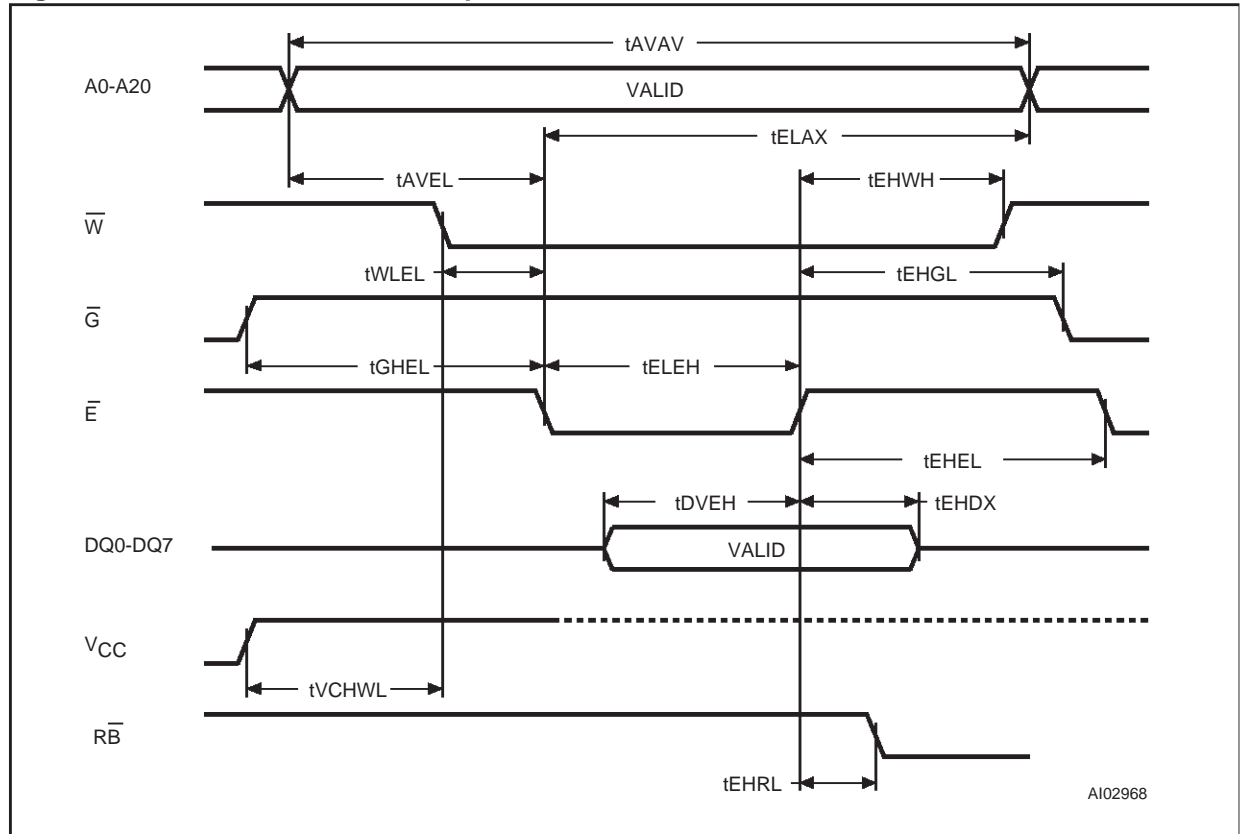 tAVAV
A0-A20
VALID
tELAX
tAVEL
tEHWH
W̅
tWLEL
tEHGL
G̅
tGHEL
tELEH
E̅
tEHEL
tDVEH
tEHDX
DQ0-DQ7
VALID
VCC
tVCHWL
RB̅
tEHRL
AI02968